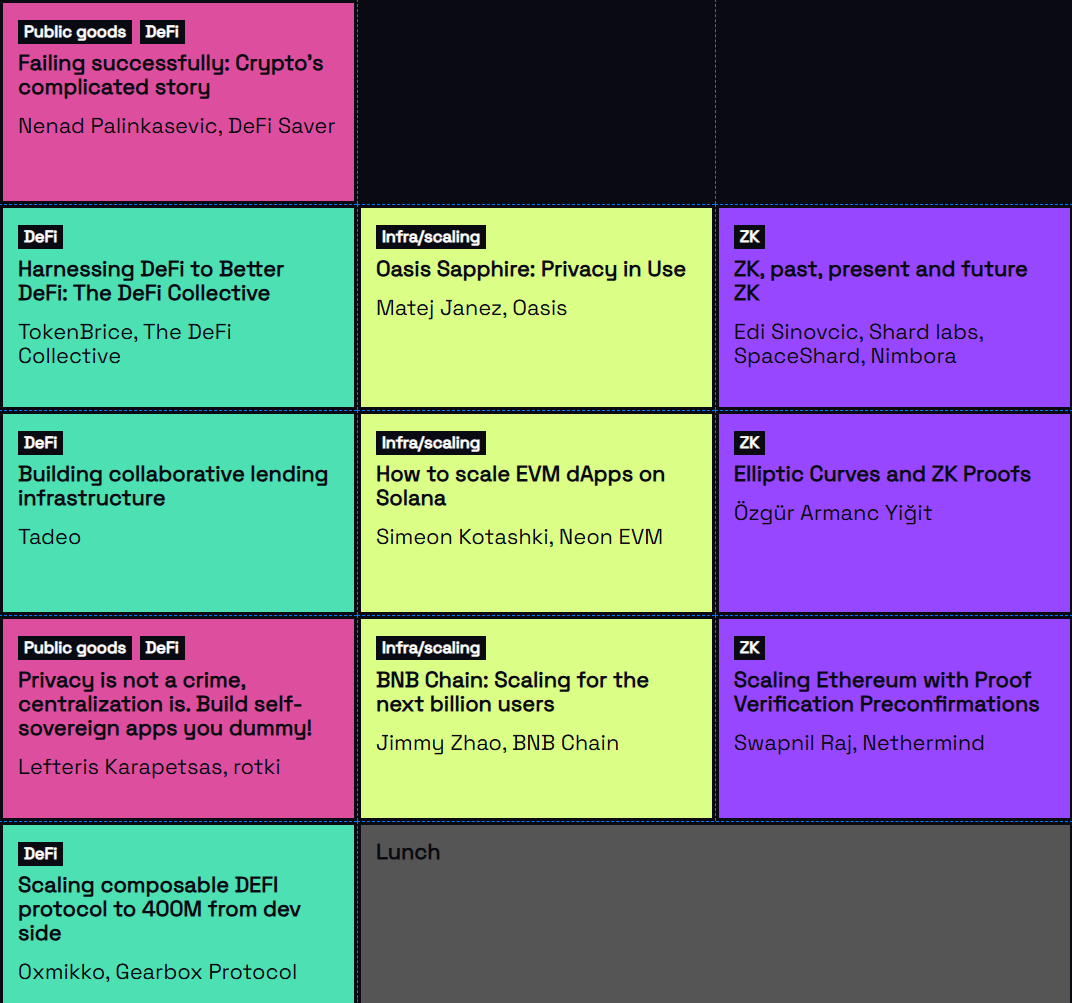 Public goods DeFi
Failing successfully: Crypto's
complicated story
Nenad Palinkasevic, DeFi Saver
DeFi
Harnessing DeFi to Better
DeFi: The DeFi Collective
TokenBrice, The DeFi
Collective
Infra/scaling
Oasis Sapphire: Privacy in Use
Matej Janez, Oasis
ZK
ZK, past, present and future
ZK
Edi Sinovcic, Shard labs,
SpaceShard, Nimbora
DeFi
Building collaborative lending
infrastructure
Tadeo
Infra/scaling
How to scale EVM dApps on
Solana
Simeon Kotashki, Neon EVM
ZK
Elliptic Curves and ZK Proofs
Özgür Armanc Yiğit
Public goods DeFi
Privacy is not a crime,
centralization is. Build self-
sovereign apps you dummy!
Lefteris Karapetsas, rotki
Infra/scaling
BNB Chain: Scaling for the
next billion users
Jimmy Zhao, BNB Chain
ZK
Scaling Ethereum with Proof
Verification Preconfirmations
Swapnil Raj, Nethermind
DeFi
Scaling composable DEFI
protocol to 400M from dev
side
0xmikko, Gearbox Protocol
Lunch